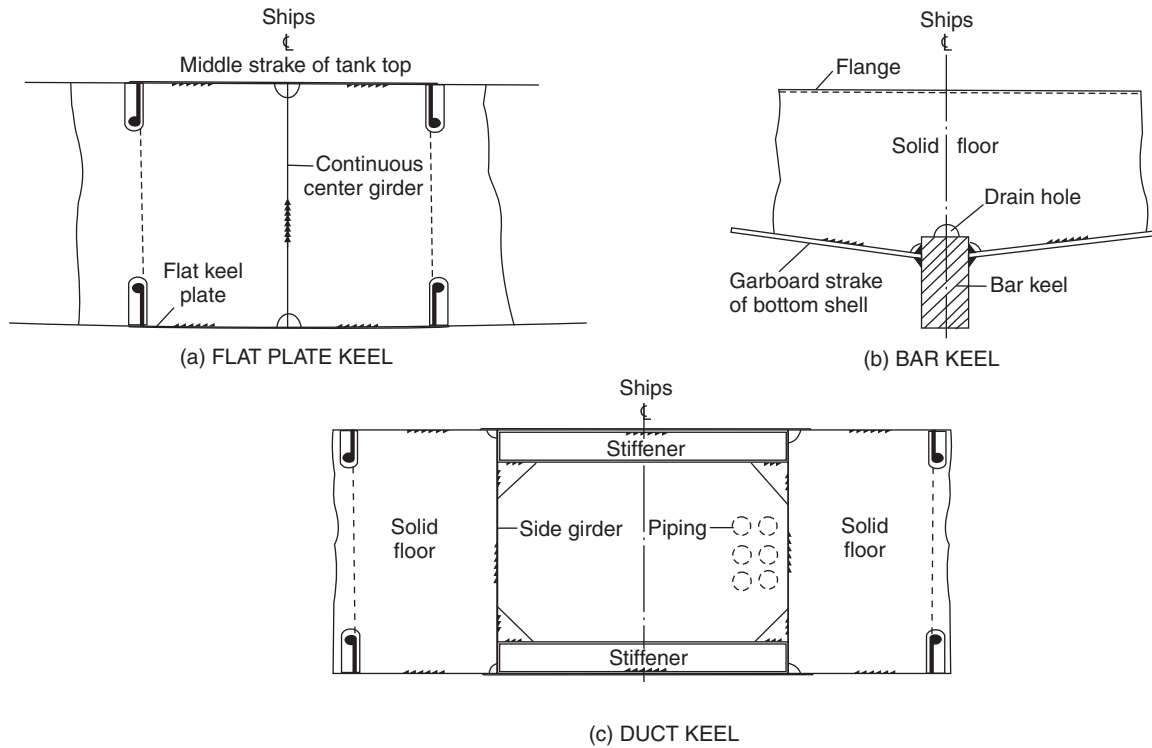 Ships
℄
Middle strake of tank top
Continuous
center girder
Flat keel
plate
(a) FLAT PLATE KEEL
Ships
℄
Flange
Solid floor
Drain hole
Garboard strake
of bottom shell
Bar keel
(b) BAR KEEL
Ships
℄
Stiffener
Solid
floor
Side girder
Piping
Solid
floor
Stiffener
(c) DUCT KEEL